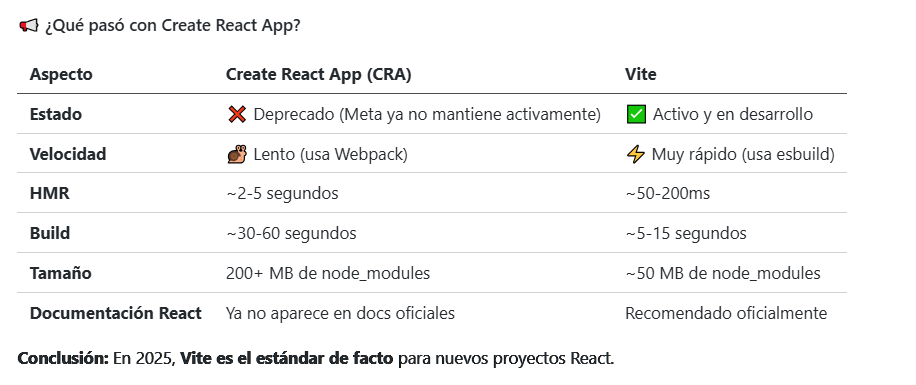 📢 ¿Qué pasó con Create React App?
Aspecto Create React App (CRA) Vite
Estado ❌ Deprecado (Meta ya no mantiene activamente) ✅ Activo y en desarrollo
Velocidad 🐌 Lento (usa Webpack) ⚡ Muy rápido (usa esbuild)
HMR ~2-5 segundos ~50-200ms
Build ~30-60 segundos ~5-15 segundos
Tamaño 200+ MB de node_modules ~50 MB de node_modules
Documentación React Ya no aparece en docs oficiales Recomendado oficialmente
Conclusión: En 2025, Vite es el estándar de facto para nuevos proyectos React.